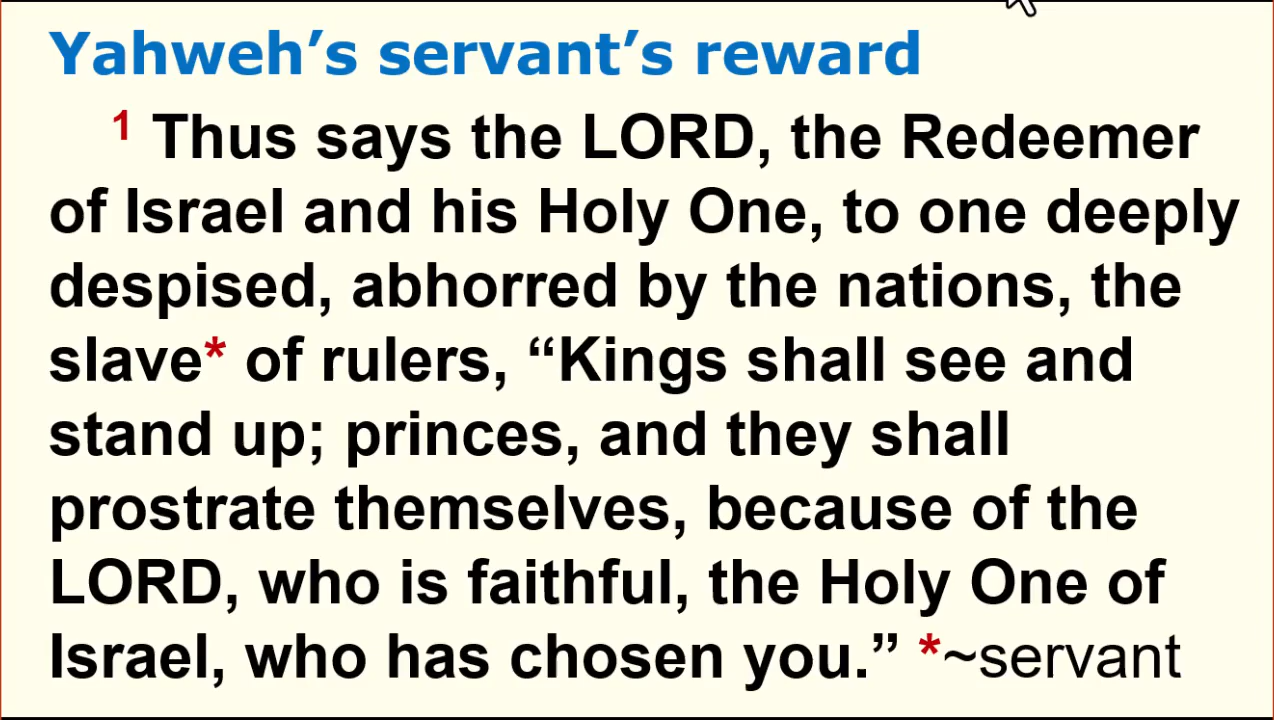 Yahweh’s servant’s reward
1 Thus says the LORD, the Redeemer
of Israel and his Holy One, to one deeply
despised, abhorred by the nations, the
slave* of rulers, “Kings shall see and
stand up; princes, and they shall
prostrate themselves, because of the
LORD, who is faithful, the Holy One of
Israel, who has chosen you.” *~servant